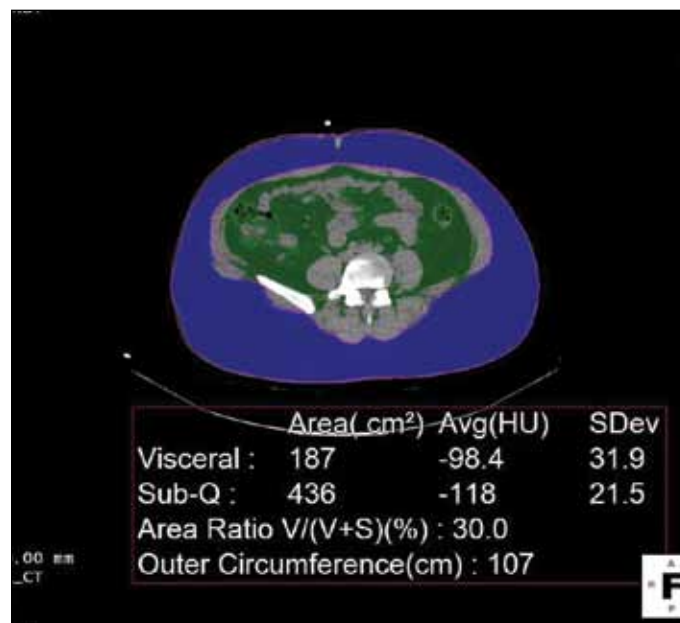 Area( cm²) Avg(HU) SDev
Visceral : 187 -98.4 31.9
Sub-Q : 436 -118 21.5
Area Ratio V/(V+S)(%) : 30.0
Outer Circumference(cm) : 107
.00 mm
_CT
A
R F
P